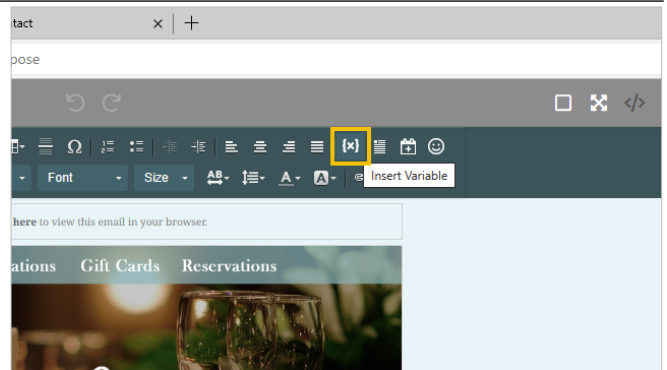 tact
pose
Font Size
Insert Variable
here to view this email in your browser.
ations Gift Cards Reservations